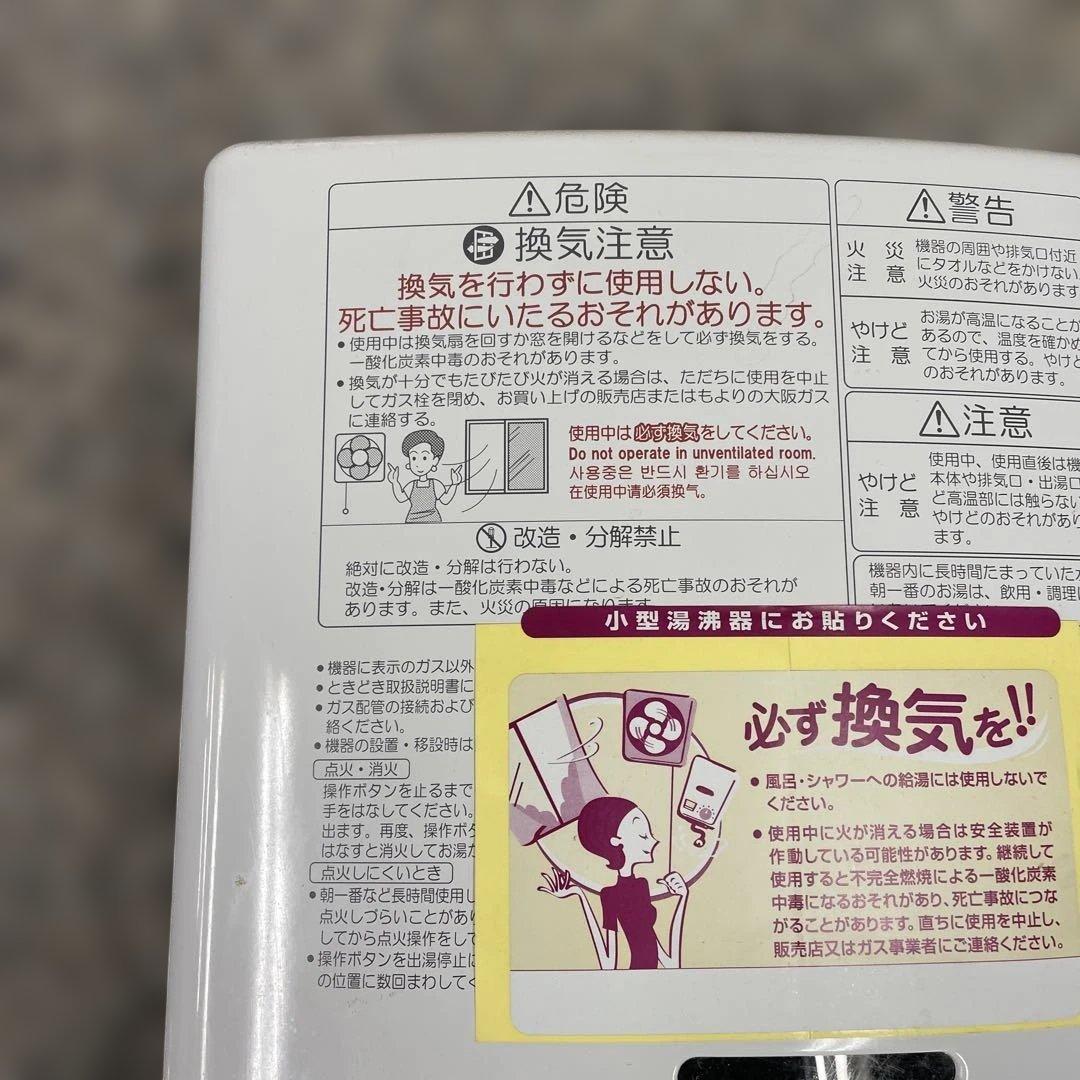 危険
換気注意
換気を行わずに使用しない。
死亡事故にいたるおそれがあります。
• 使用中は換気扇を回すか窓を開けるなどをして必ず換気をする。
一酸化炭素中毒のおそれがあります。
• 換気が十分でもたびたび火が消える場合は、ただちに使用を中止
してガス栓を閉め、お買い上げの販売店またはもよりの大阪ガス
に連絡する。
使用中は必ず換気をしてください。
Do not operate in unventilated room.
사용중은 반드시 환기를 하십시오
在使用中请必须换气。
改造・分解禁止
絶対に改造・分解は行わない。
改造・分解は一酸化炭素中毒などによる死亡事故のおそれが
あります。また、火災の原因になります
警告
火災注意
機器の周囲や排気口付近
にタオルなどをかけない
火災のおそれがあります
やけど注意
お湯が高温になることが
あるので、温度を確かめ
てから使用する。やけど
のおそれがあります。
注意
やけど注意
使用中、使用直後は機
本体や排気口・出湯口
ど高温部には触らない
やけどのおそれがあり
ます。
機器内に長時間たまっていた
朝一番のお湯は、飲用・調理
• 機器に表示のガス以外
• ときどき取扱説明書に
• ガス配管の接続および
絡ください。
• 機器の設置・移設時は
点火・消火
操作ボタンを止るまで
手をはなしてください。
出ます。再度、操作ボタ
はなすと消火してお湯が
点火しにくいとき
• 朝一番など長時間使用し
点火しづらいことがあり
してから点火操作をして
• 操作ボタンを出湯停止に
の位置に数回まわしてく
小型湯沸器にお貼りください
必ず換気を!!
• 風呂・シャワーへの給湯には使用しないで
ください。
• 使用中に火が消える場合は安全装置が
作動している可能性があります。継続して
使用すると不完全燃焼による一酸化炭素
中毒になるおそれがあり、死亡事故につな
がることがあります。直ちに使用を中止し、
販売店又はガス事業者にご連絡ください。